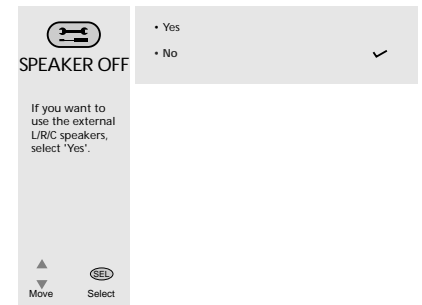 SPEAKER OFF
• Yes
• No
If you want to
use the external
L/R/C speakers,
select 'Yes'.
SEL
Move Select